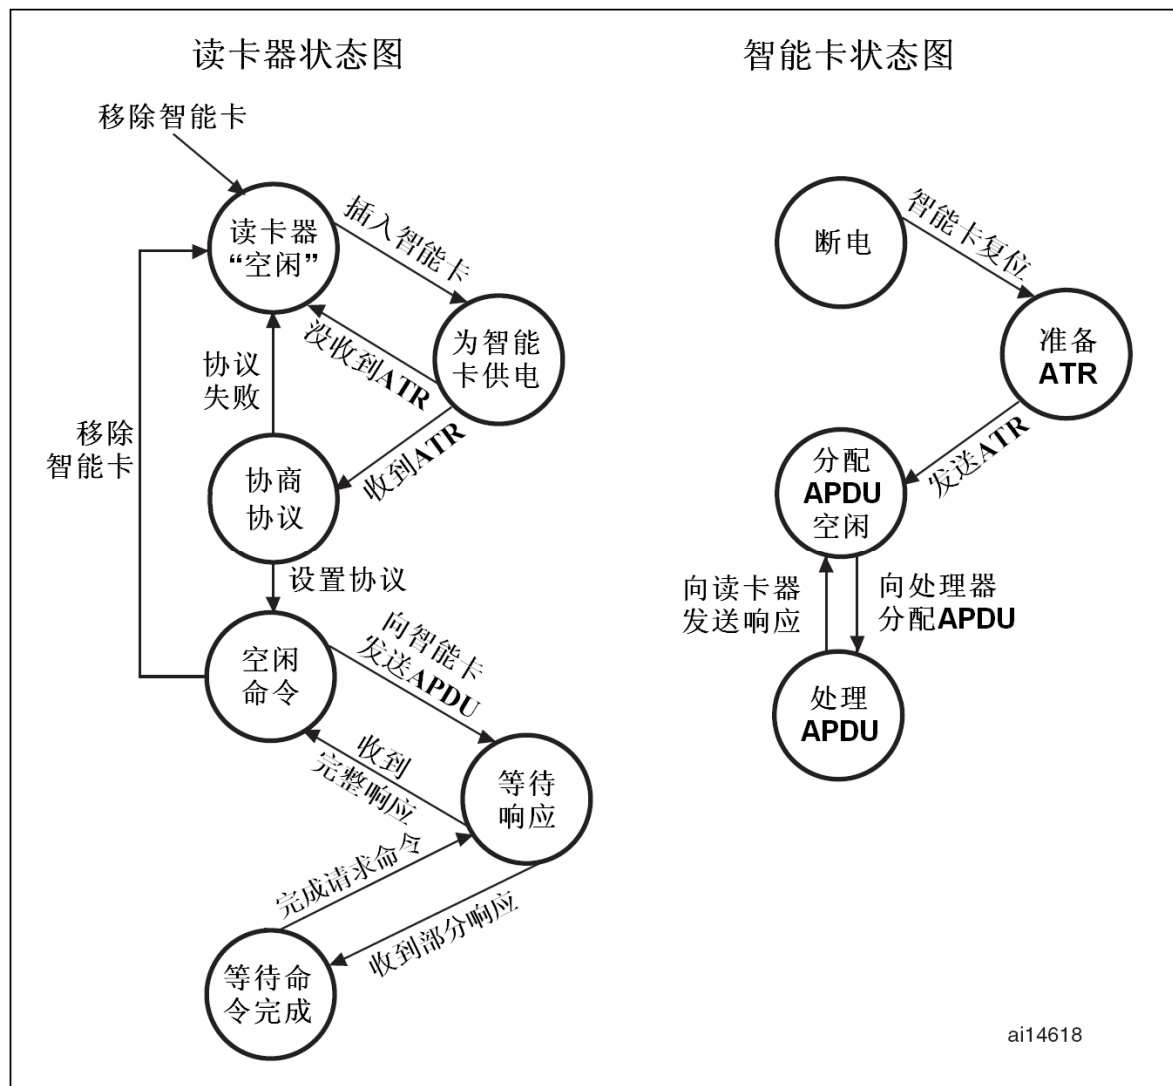 读卡器状态图
智能卡状态图
移除智能卡
读卡器
“空闲”
插入智能卡
没收到ATR
为智能
卡供电
协议
失败
收到ATR
移除
智能卡
协商
协议
设置协议
空闲
命令
向智能卡
发送APDU
收到
完整响应
等待
响应
完成请求命令
收到部分响应
等待命
令完成
断电
智能卡复位
准备
ATR
发送ATR
分配
APDU
空闲
向读卡器
发送响应
向处理器
分配APDU
处理
APDU
ai14618